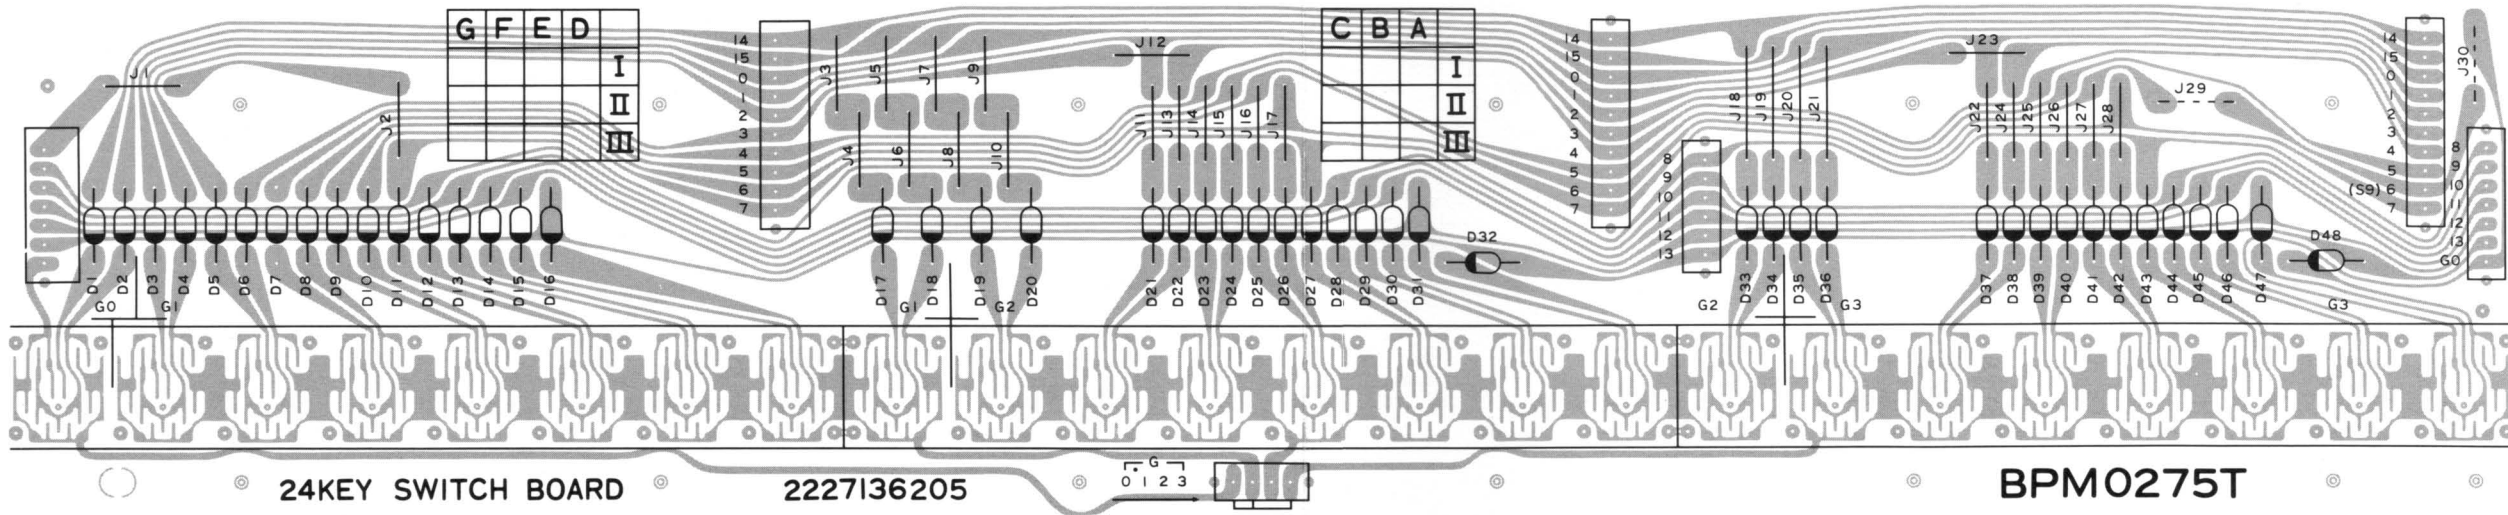 G F E D
I
II
III
C B A
I
II
III
J1
J2
14
15
0
1
2
3
4
5
6
7
J3
J5
J7
J9
J4
J6
J8
J10
J12
J11
J13
J14
J15
J16
J17
14
15
0
1
2
3
4
5
6
7
8
9
10
11
12
13
J18
J19
J20
J21
J23
J22
J24
J25
J26
J27
J28
J29
J30
14
15
0
1
2
3
4
5
(S9) 6
7
8
9
10
11
12
13
G0
D1 D2 D3 D4 D5 D6 D7 D8 D9 D10 D11 D12 D13 D14 D15 D16
D17 D18 D19 D20
D21 D22 D23 D24 D25 D26 D27 D28 D29 D30 D31
D32
D33 D34 D35 D36
D37 D38 D39 D40 D41 D42 D43 D44 D45 D46 D47
D48
G0 G1
G1 G2
G2 G3
G3
24KEY SWITCH BOARD
2227136205
G
0 1 2 3
BPM0275T